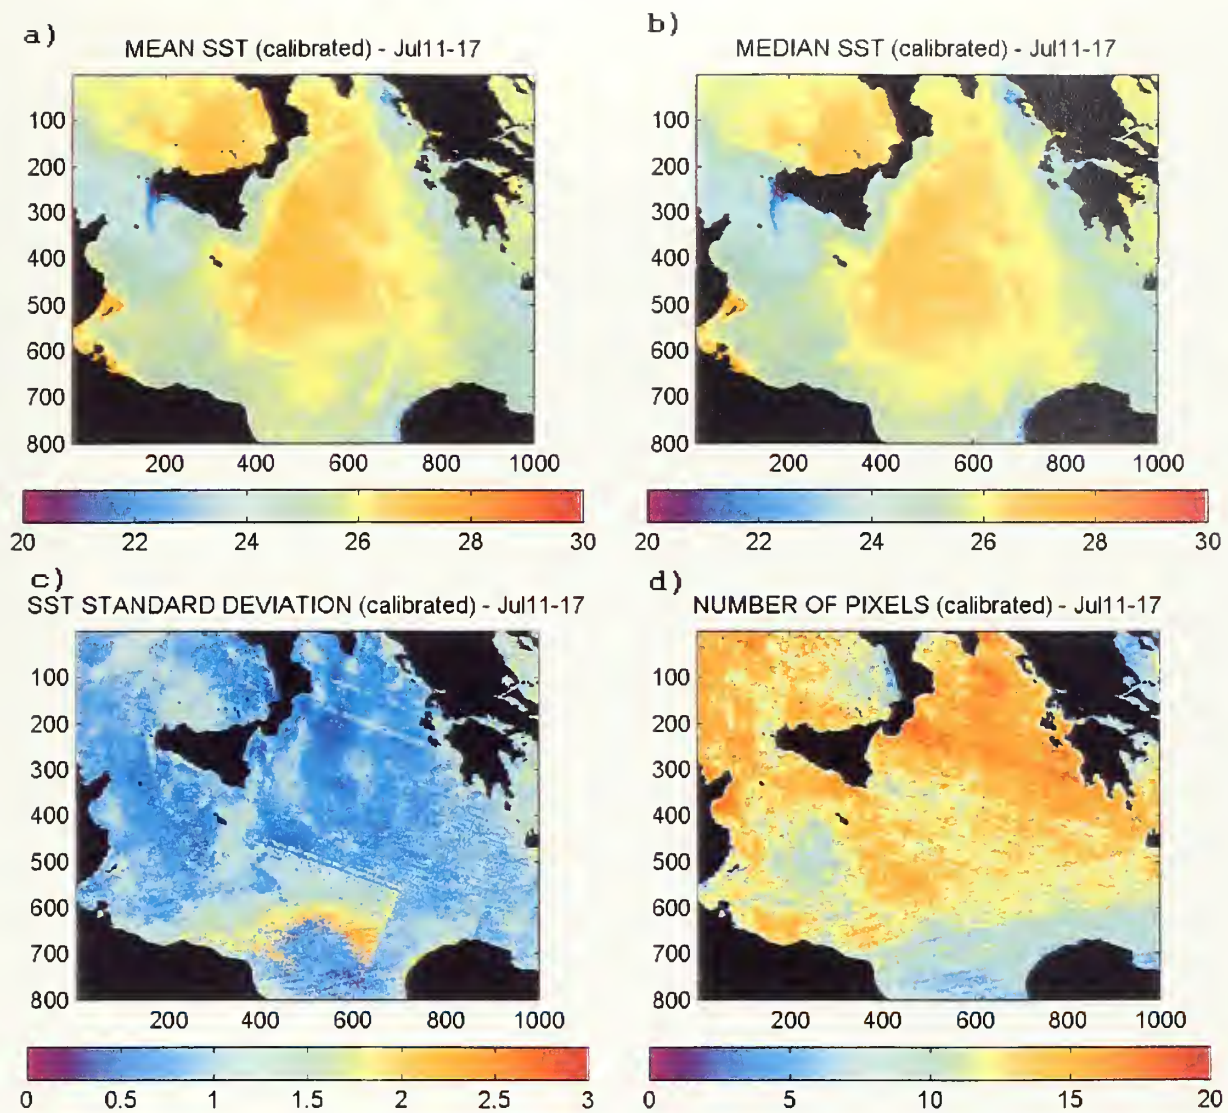 a)
MEAN SST (calibrated) - Jul11-17
100
200
300
400
500
600
700
800
200 400 600 800 1000
20 22 24 26 28 30
b)
MEDIAN SST (calibrated) - Jul11-17
100
200
300
400
500
600
700
800
200 400 600 800 1000
20 22 24 26 28 30
c)
SST STANDARD DEVIATION (calibrated) - Jul11-17
100
200
300
400
500
600
700
800
200 400 600 800 1000
0 0.5 1 1.5 2 2.5 3
d)
NUMBER OF PIXELS (calibrated) - Jul11-17
100
200
300
400
500
600
700
800
200 400 600 800 1000
0 5 10 15 20